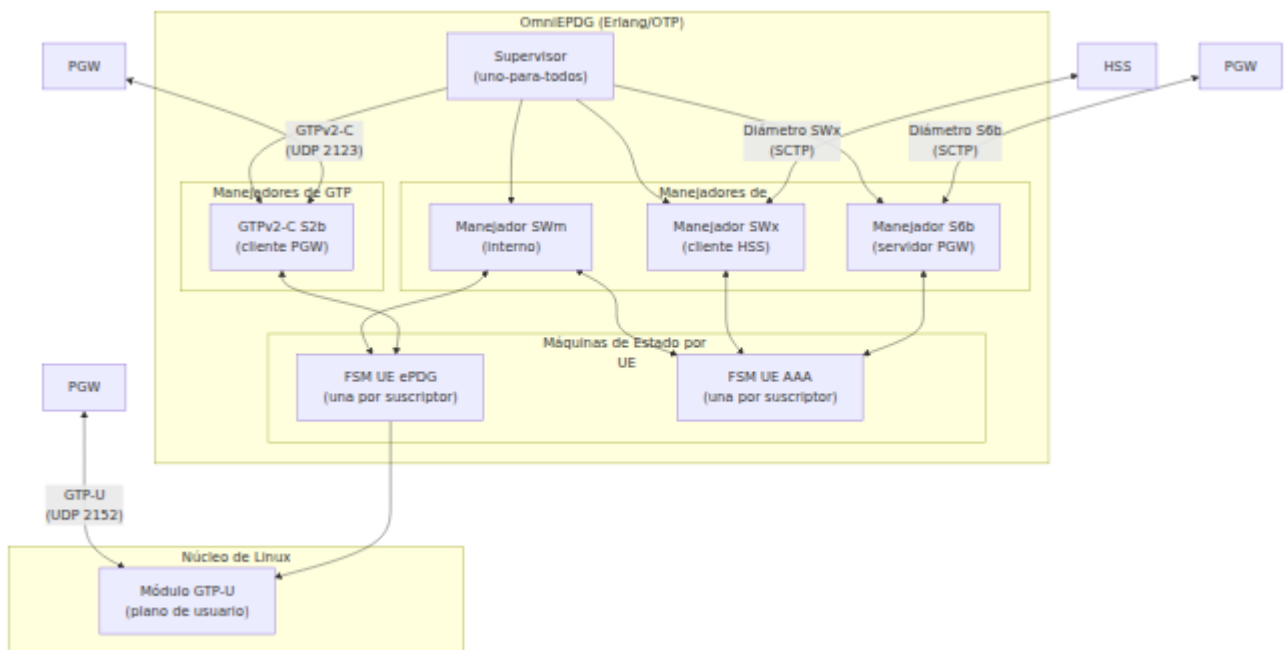 OmniEPDG (Erlang/OTP)
Supervisor
(uno-para-todos)
PGW
HSS
PGW
GTPv2-C
(UDP 2123)
Diámetro SWx
(SCTP)
Diámetro S6b
(SCTP)
Manejadores de GTP
Manejadores de
GTPv2-C S2b
(cliente PGW)
Manejador SWm
(interno)
Manejador SWx
(cliente HSS)
Manejador S6b
(servidor PGW)
Máquinas de Estado por
UE
FSM UE ePDG
(una por suscriptor)
FSM UE AAA
(una por suscriptor)
PGW
GTP-U
(UDP 2152)
Núcleo de Linux
Módulo GTP-U
(plano de usuario)